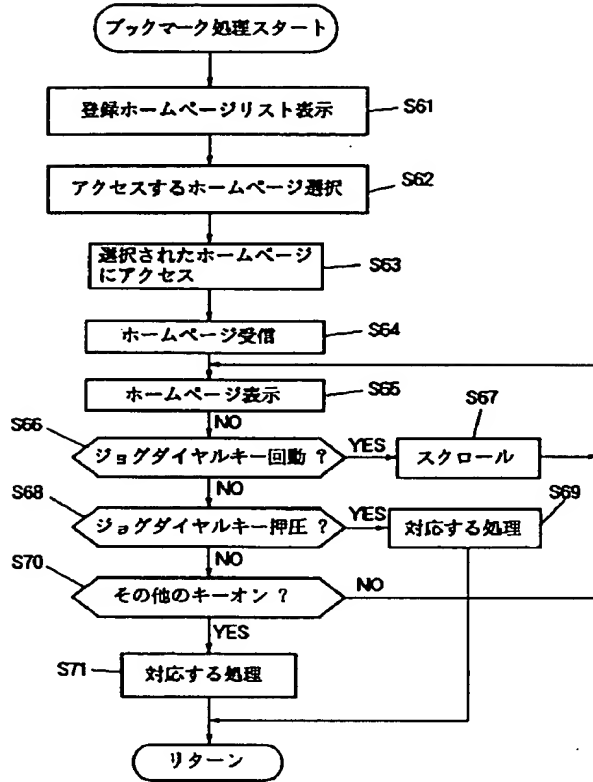 ブックマーク処理スタート
登録ホームページリスト表示
S61
アクセスするホームページ選択
S62
選択されたホームページ
にアクセス
S63
ホームページ受信
S64
ホームページ表示
S65
NO
S66
ジョグダイヤルキー回動 ?
YES
スクロール
S67
NO
S68
ジョグダイヤルキー押圧 ?
YES
対応する処理
S69
NO
S70
その他のキーオン ?
NO
YES
S71
対応する処理
リターン